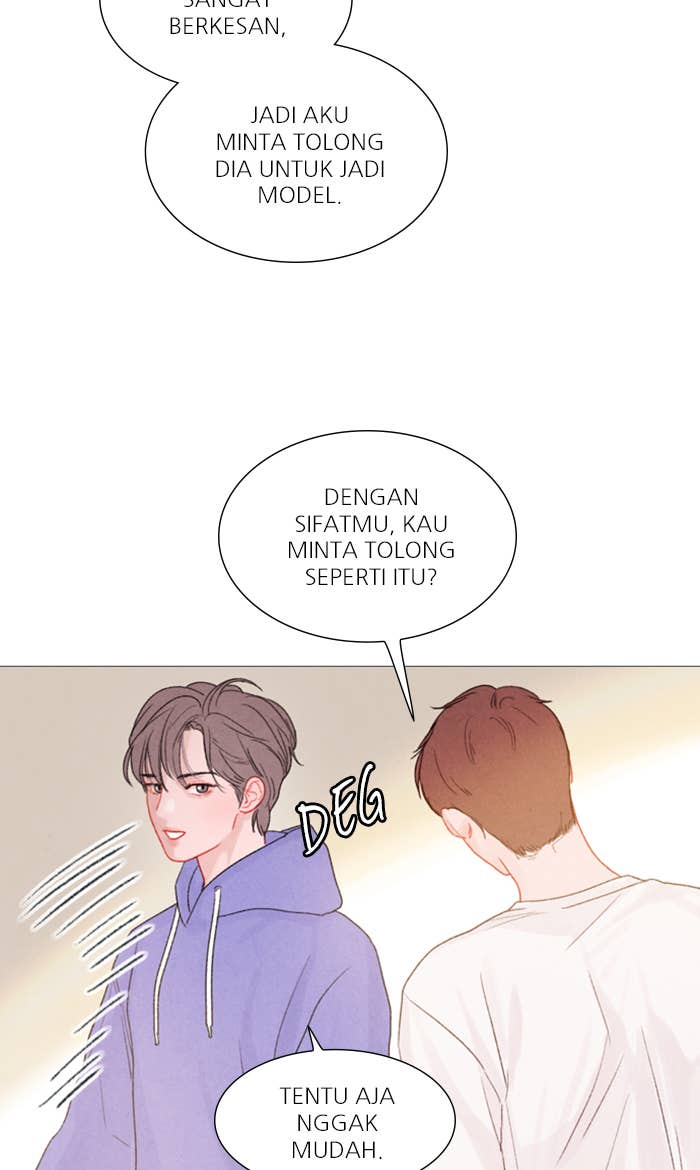 SANGAT
BERKESAN,
JADI AKU
MINTA TOLONG
DIA UNTUK JADI
MODEL.
DENGAN
SIFATMU, KAU
MINTA TOLONG
SEPERTI ITU?
DEG
TENTU AJA
NGGAK
MUDAH.